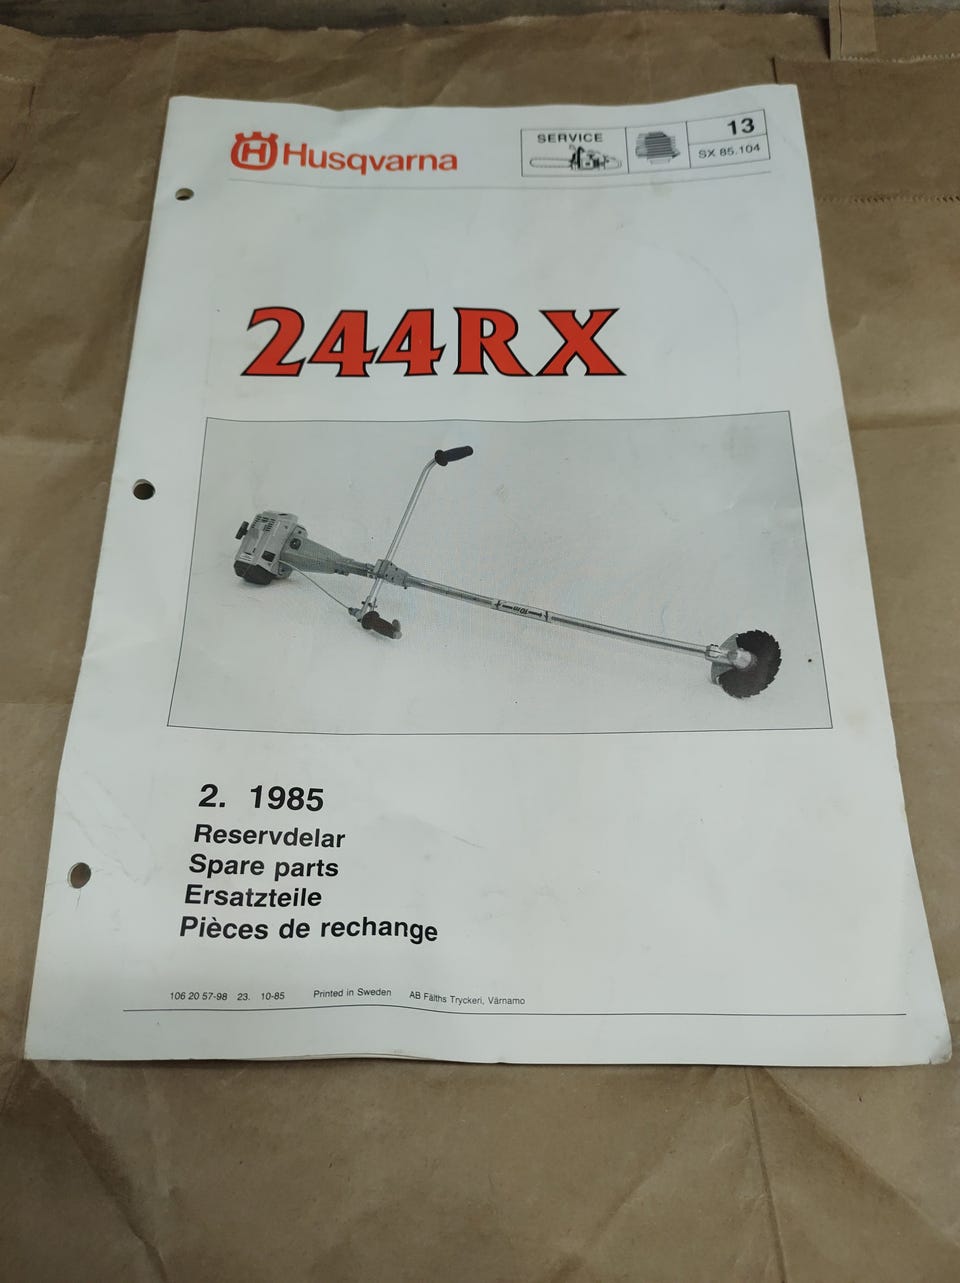 Husqvarna
SERVICE
13
SX 85.104
244RX
2. 1985
Reservdelar
Spare parts
Ersatzteile
Pièces de rechange
106 20 57-98 23. 10-85 Printed in Sweden AB Fälths Tryckeri, Värnamo